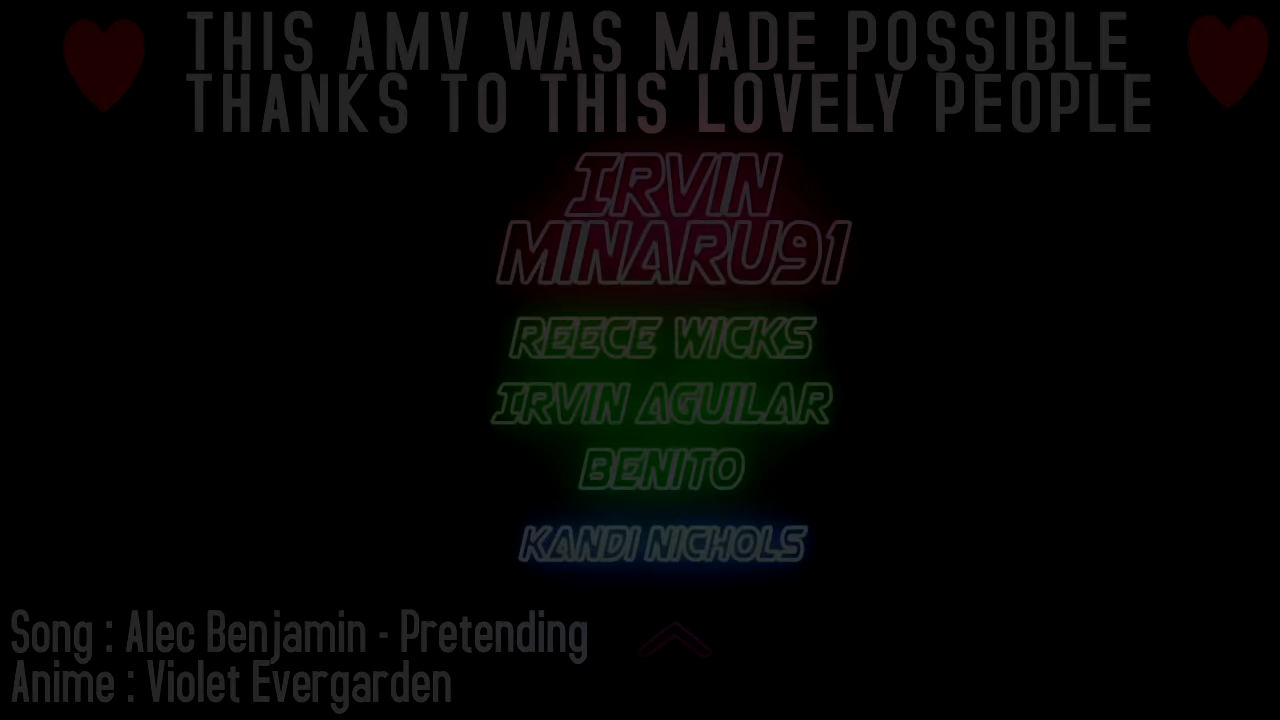 THIS AMV WAS MADE POSSIBLE
THANKS TO THIS LOVELY PEOPLE
IRVIN
MINARU91
REECE WICKS
IRVIN AGUILAR
BENITO
KANDI NICHOLS
Song : Alec Benjamin - Pretending
Anime : Violet Evergarden